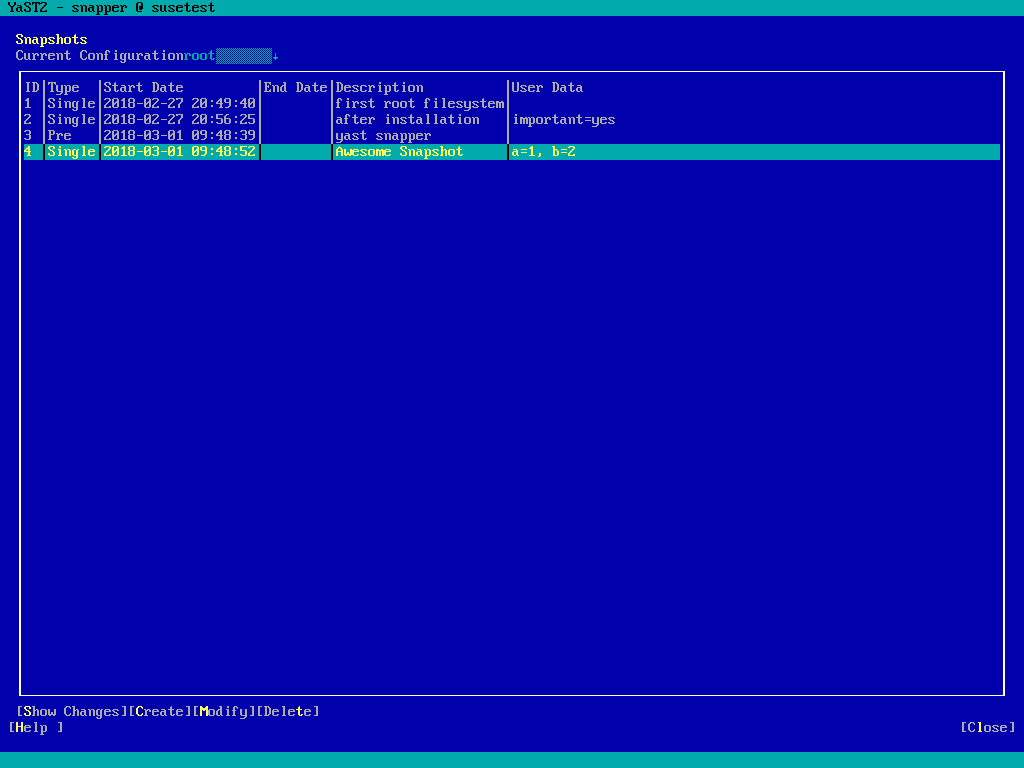 YaST2 - snapper @ susetest
Snapshots
Current Configurationroot↓
ID|Type |Start Date |End Date|Description |User Data
1 |Single|2018-02-27 20:49:40| |first root filesystem|
2 |Single|2018-02-27 20:56:25| |after installation |important=yes
3 |Pre |2018-03-01 09:48:39| |yast snapper |
4 |Single|2018-03-01 09:48:52| |Awesome Snapshot |a=1, b=2
[Show Changes][Create][Modify][Delete]
[Help ] [Close]